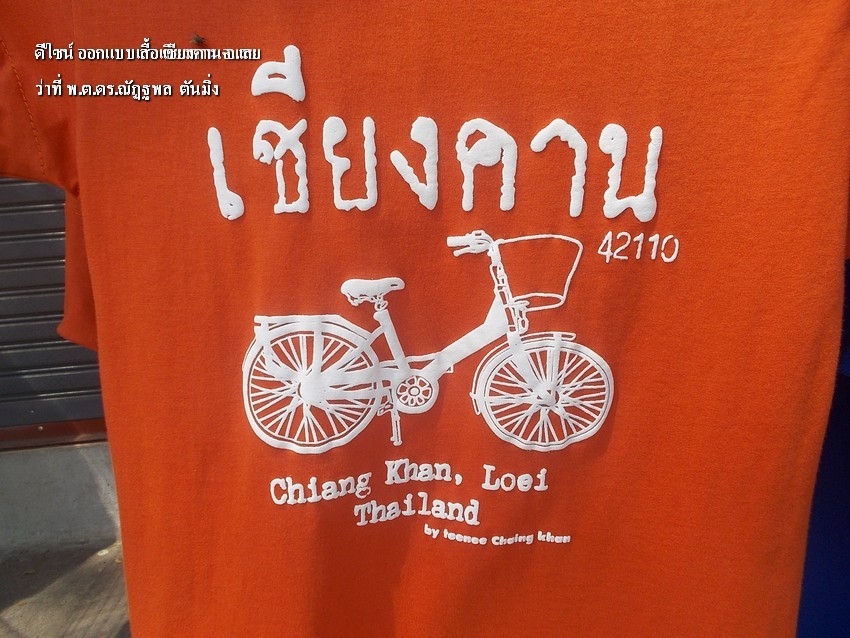 ดีไซน์ ออกแบบเสื้อเชียงคาน จ.เลย
ว่าที่ พ.ต.ดร.ณัฏฐพล ตันมิ่ง
เชียงคาน
42110
Chiang Khan, Loei
Thailand
by teenee Chaing khan